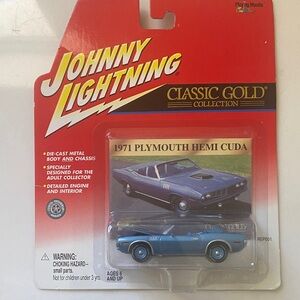 Playing Mantis
JOHNNY
LIGHTNING
CLASSIC GOLD
COLLECTION
• DIE-CAST METAL
BODY AND CHASSIS
• SPECIALLY
DESIGNED FOR THE
ADULT COLLECTOR
• DETAILED ENGINE
AND INTERIOR
1971 PLYMOUTH HEMI CUDA
WARNING:
CHOKING HAZARD-
small parts.
Not for children under 3 yrs.
AGES 8
AND UP